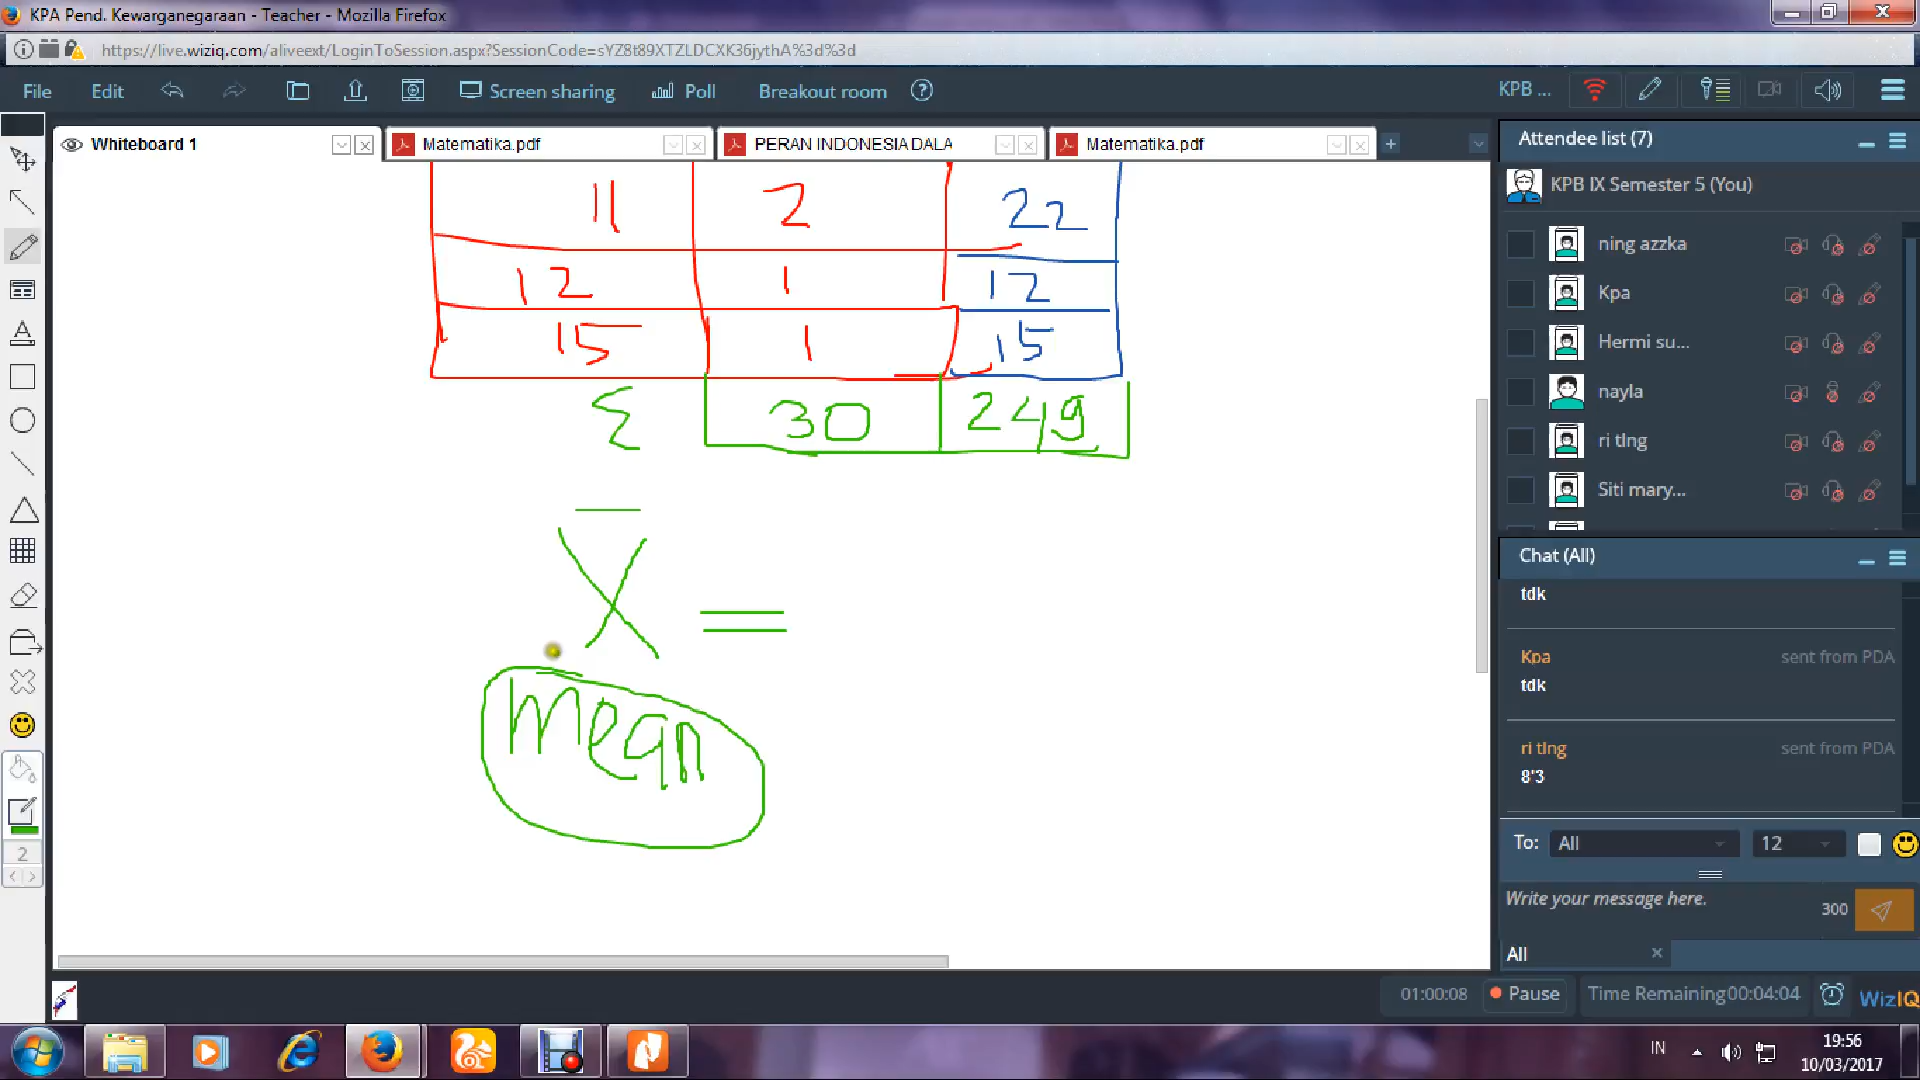 KPA Pend. Kewarganegaraan - Teacher - Mozilla Firefox
https://live.wiziq.com/aliveext/LoginToSession.aspx?SessionCode=sYZ8t89XTZLDCXK36jythA%3d%3d
File Edit Screen sharing Poll Breakout room ? KPB ...
Whiteboard 1 Matematika.pdf PERAN INDONESIA DALA Matematika.pdf +
11 2 22
12 1 12
15 1 15
Σ 30 249
X̄ =
mean
2
Attendee list (7)
KPB IX Semester 5 (You)
ning azzka
Kpa
Hermi su...
nayla
ri tIng
Siti mary...
Chat (All)
tdk
Kpa sent from PDA
tdk
ri tIng sent from PDA
8'3
To: All 12
Write your message here. 300
All
01:00:08 Pause Time Remaining00:04:04 WizIQ
IN 19:56
10/03/2017